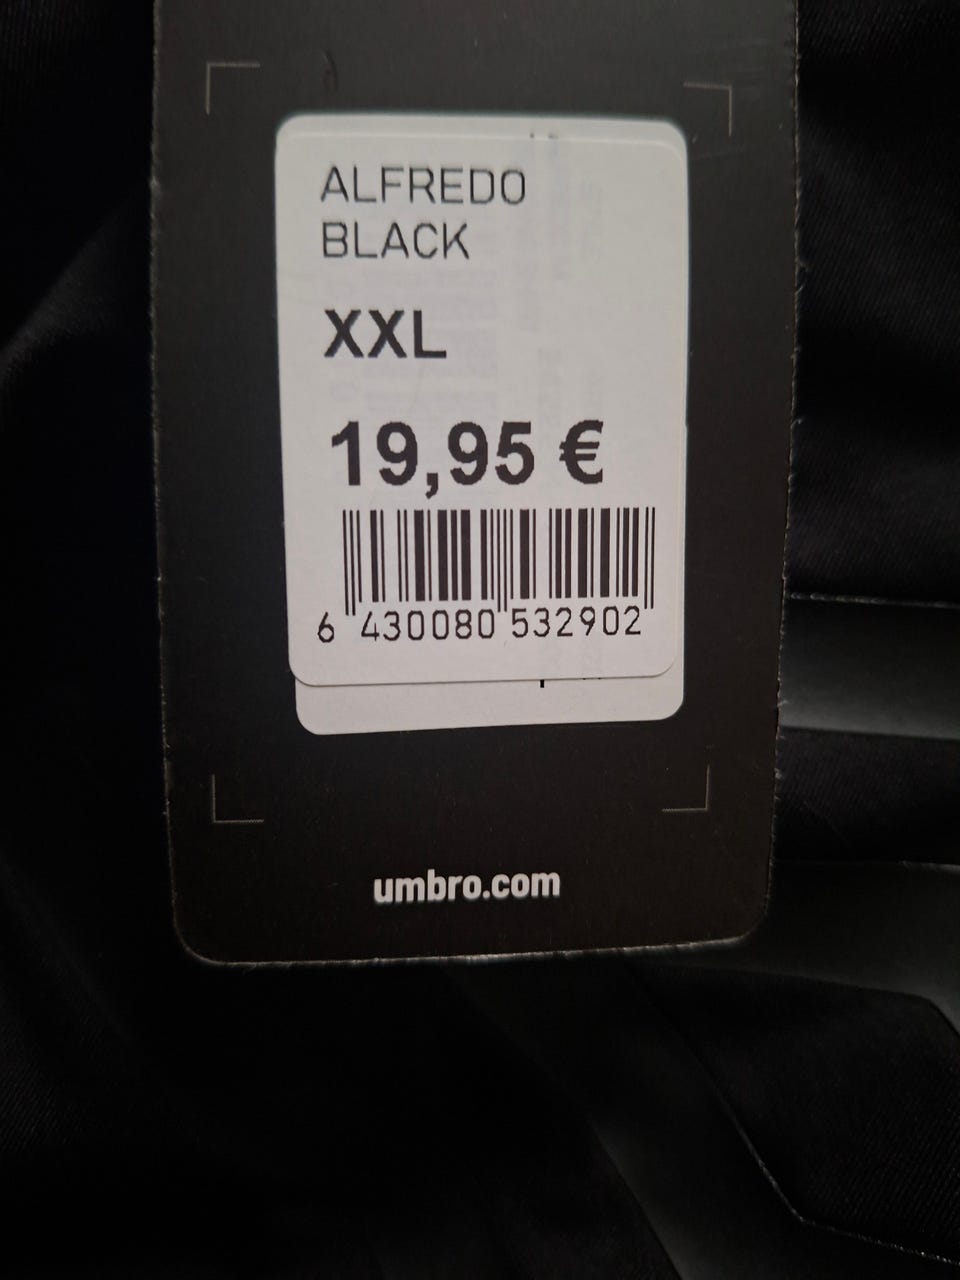 ALFREDO
BLACK
XXL
19,95 €
6 430080 532902
umbro.com